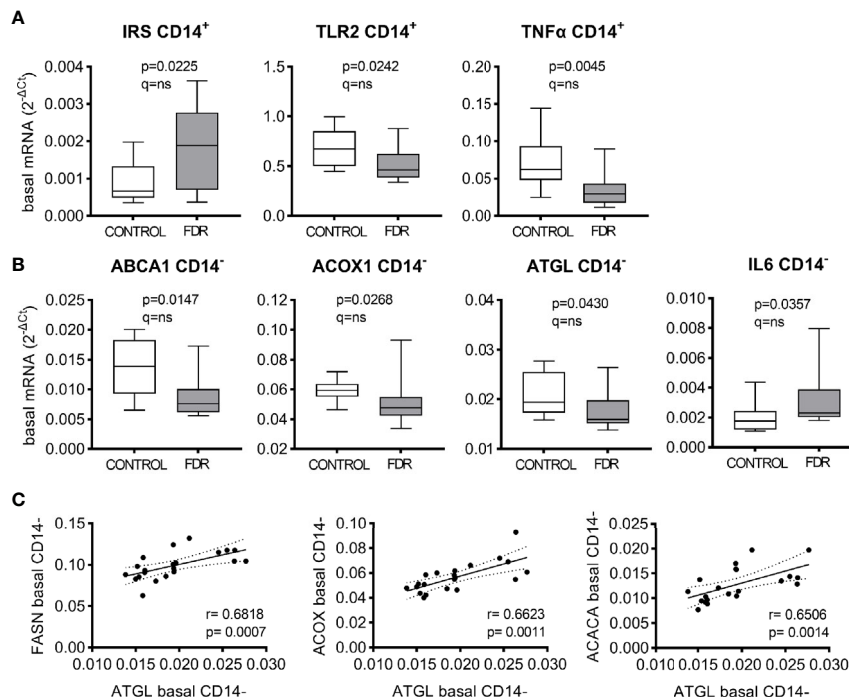 A
IRS CD14+
TLR2 CD14+
TNFα CD14+
basal mRNA (2-ΔCt)
0.004
0.003
0.002
0.001
0.000
p=0.0225
q=ns
CONTROL FDR
1.5
1.0
0.5
0.0
p=0.0242
q=ns
CONTROL FDR
0.20
0.15
0.10
0.05
0.00
p=0.0045
q=ns
CONTROL FDR
B
ABCA1 CD14-
ACOX1 CD14-
ATGL CD14-
IL6 CD14-
basal mRNA (2-ΔCt)
0.025
0.020
0.015
0.010
0.005
0.000
p=0.0147
q=ns
CONTROL FDR
0.12
0.10
0.08
0.06
0.04
0.02
p=0.0268
q=ns
CONTROL FDR
0.04
0.03
0.02
0.01
p=0.0430
q=ns
CONTROL FDR
0.010
0.008
0.006
0.004
0.002
0.000
p=0.0357
q=ns
CONTROL FDR
C
FASN basal CD14-
0.15
0.10
0.05
0.00
r= 0.6818
p= 0.0007
0.010 0.015 0.020 0.025 0.030
ATGL basal CD14-
ACOX basal CD14-
0.10
0.08
0.06
0.04
0.02
0.00
r= 0.6623
p= 0.0011
0.010 0.015 0.020 0.025 0.030
ATGL basal CD14-
ACACA basal CD14-
0.025
0.020
0.015
0.010
0.005
0.000
r= 0.6506
p= 0.0014
0.010 0.015 0.020 0.025 0.030
ATGL basal CD14-